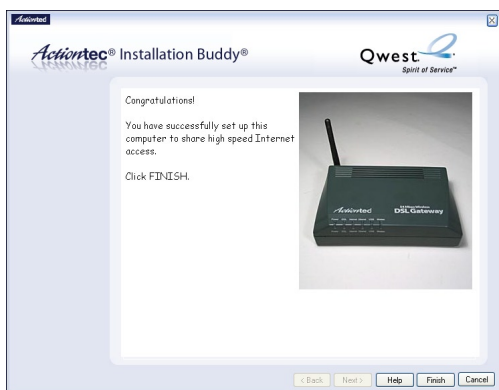 Actiontec
Actiontec® Installation Buddy®
Qwest.
Spirit of Service™
Congratulations!
You have successfully set up this
computer to share high speed Internet
access.
Click FINISH.
Actiontec
DSL Gateway
< Back Next > Help Finish Cancel